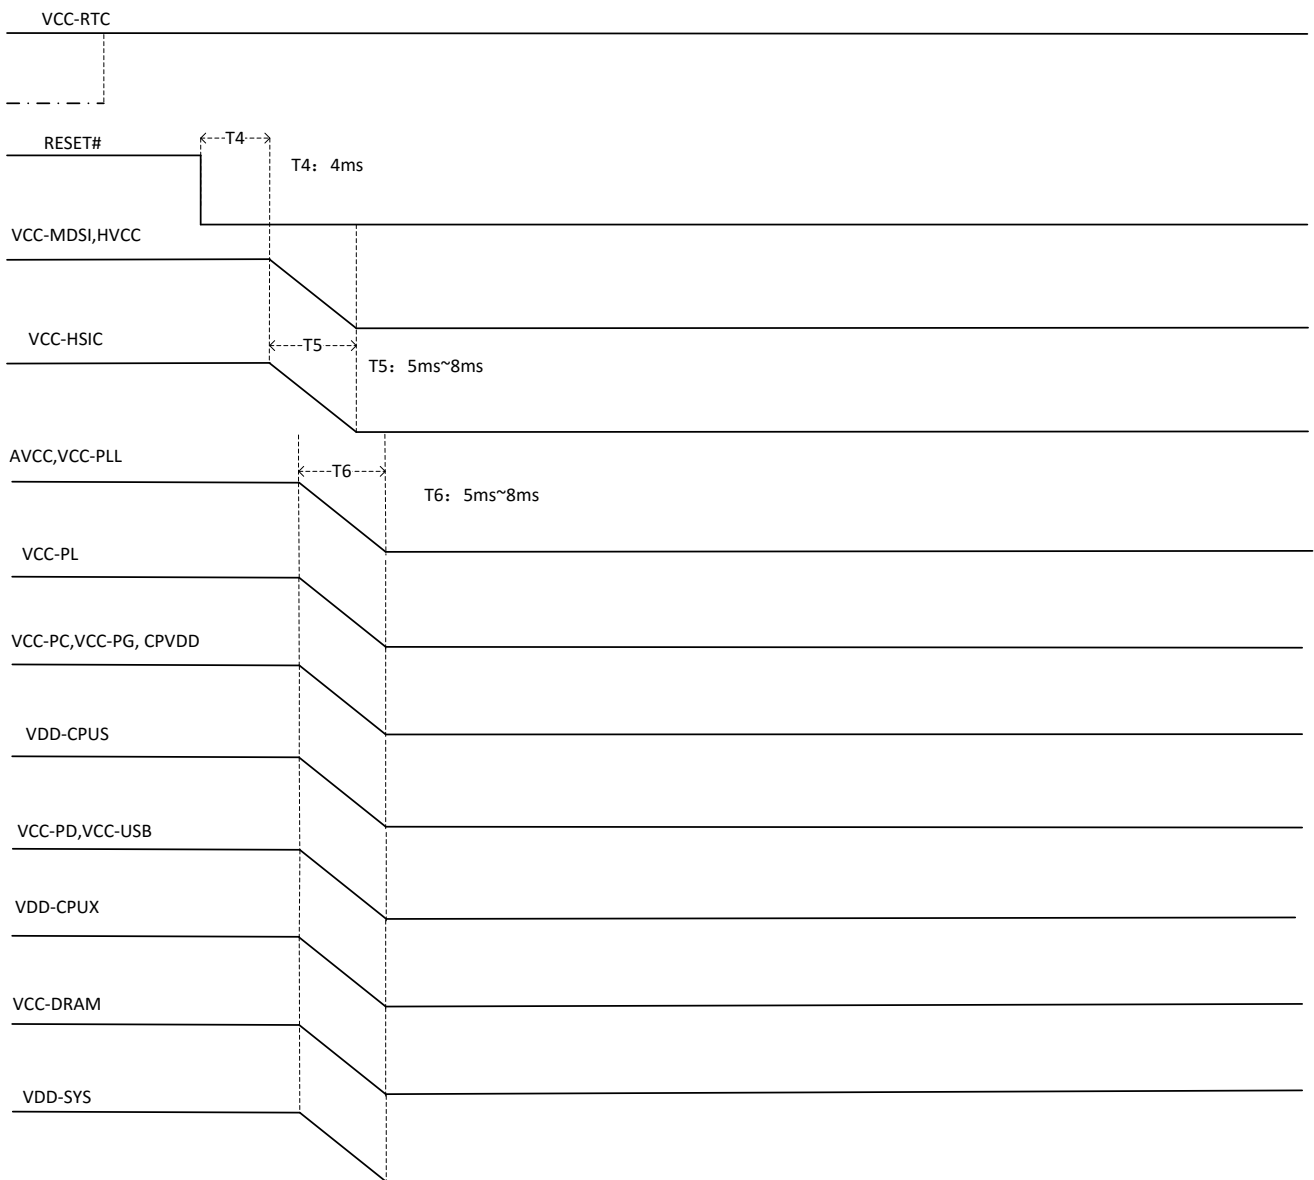 VCC-RTC
RESET#
T4
T4：4ms
VCC-MDSI,HVCC
VCC-HSIC
T5
T5：5ms~8ms
AVCC,VCC-PLL
T6
T6：5ms~8ms
VCC-PL
VCC-PC,VCC-PG, CPVDD
VDD-CPUS
VCC-PD,VCC-USB
VDD-CPUX
VCC-DRAM
VDD-SYS